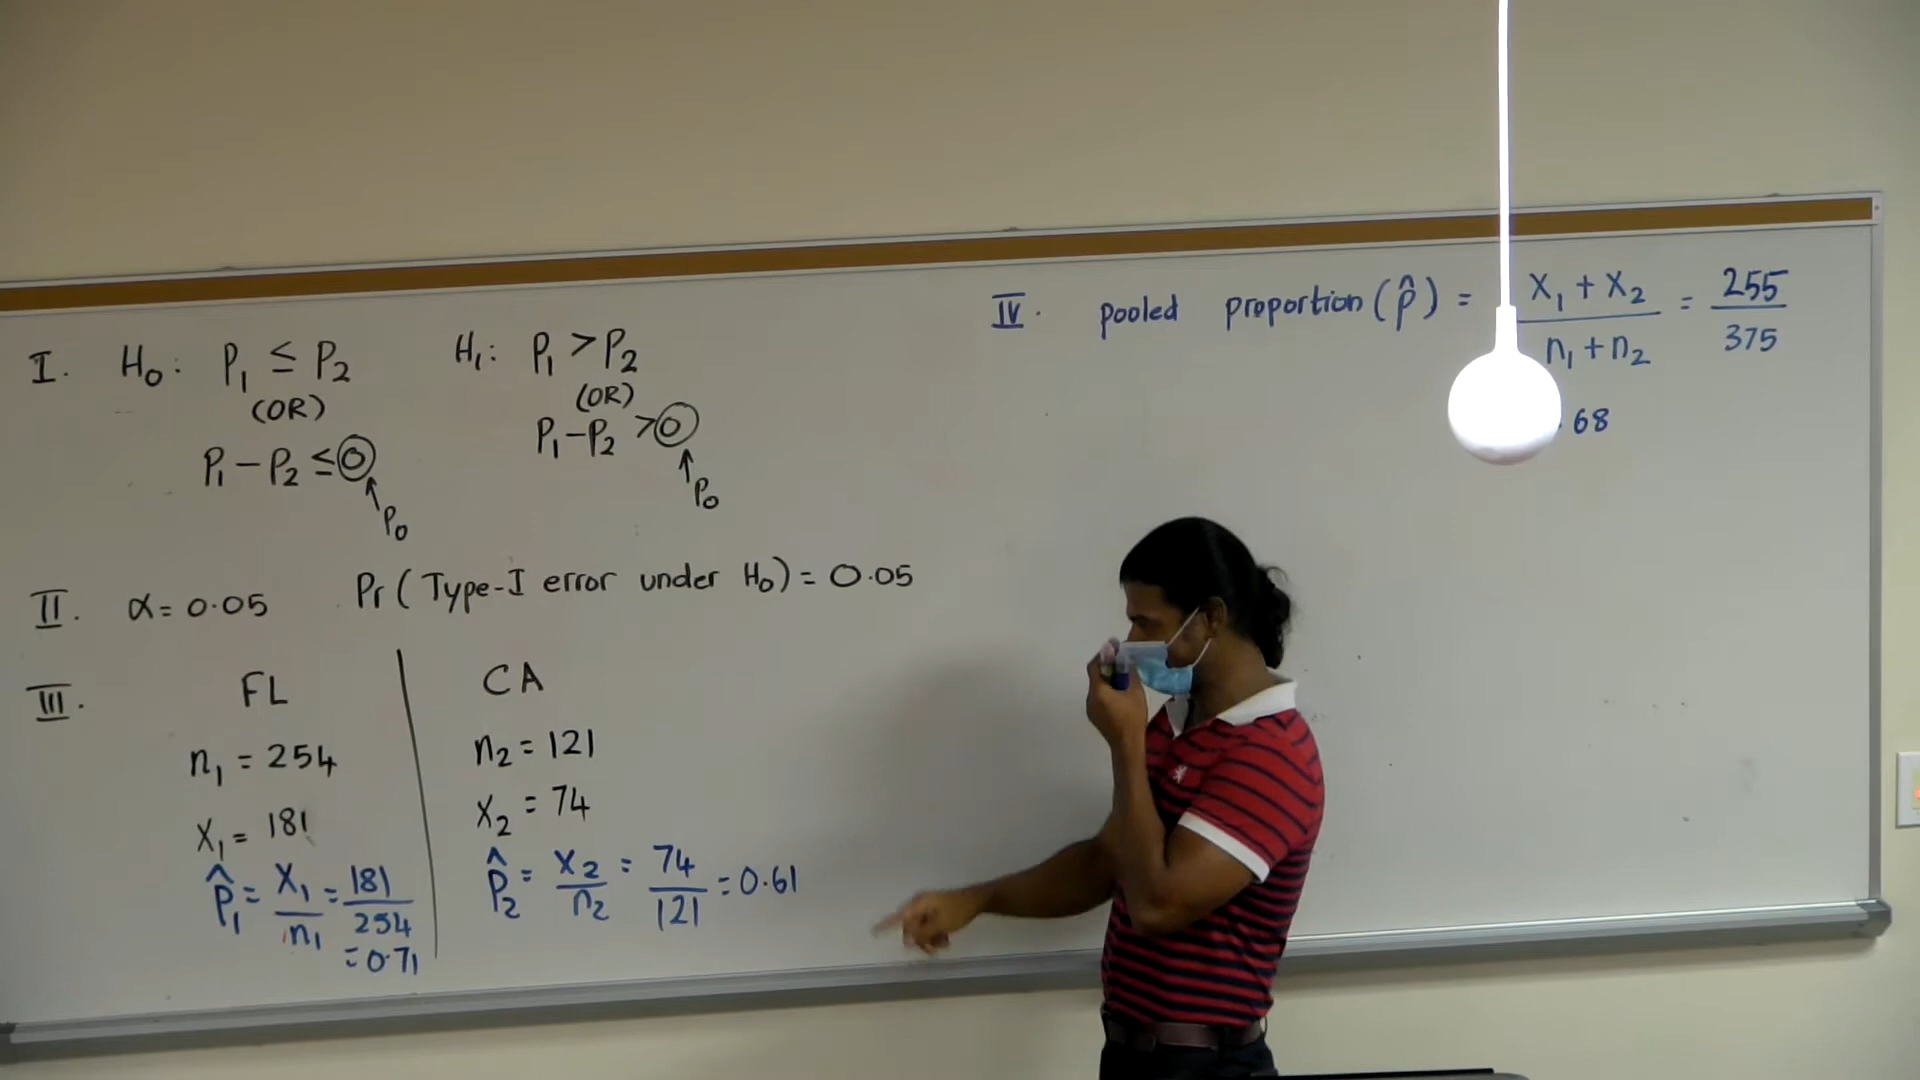 I. H₀: P₁ ≤ P₂ H₁: P₁ > P₂
(OR) (OR)
P₁ − P₂ ≤ 0 P₁ − P₂ > 0
↑ ↑
P₀ P₀
II. α = 0.05 Pr (Type-I error under H₀) = 0.05
III. FL CA
n₁ = 254 n₂ = 121
X₁ = 181 X₂ = 74
p̂₁ = X₁/n₁ = 181/254 p̂₂ = X₂/n₂ = 74/121 = 0.61
= 0.71
IV. pooled proportion (p̂) = X₁ + X₂ / n₁ + n₂ = 255/375
68